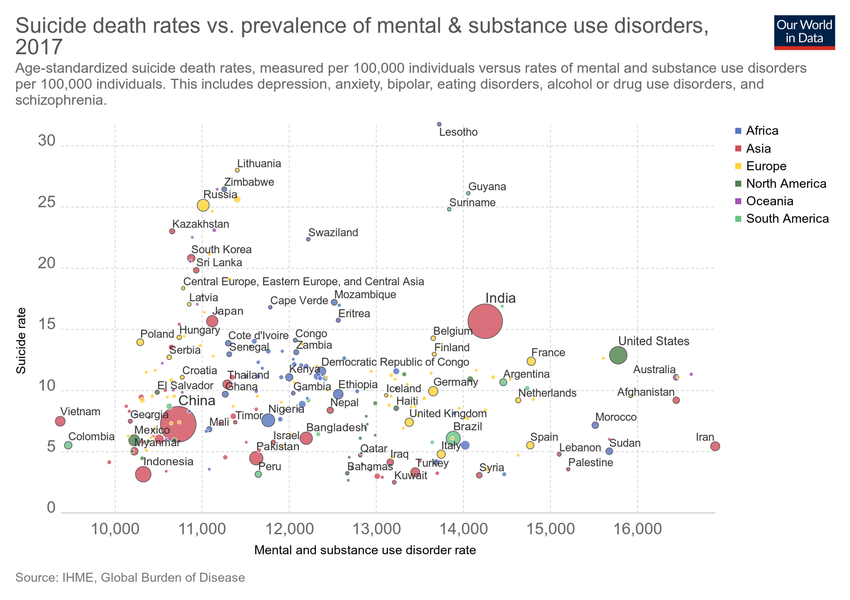 Suicide death rates vs. prevalence of mental & substance use disorders,
2017
Our World
in Data
Age-standardized suicide death rates, measured per 100,000 individuals versus rates of mental and substance use disorders
per 100,000 individuals. This includes depression, anxiety, bipolar, eating disorders, alcohol or drug use disorders, and
schizophrenia.
30
25
20
15
10
5
0
Suicide rate
Lesotho
Lithuania
Zimbabwe
Russia
Guyana
Suriname
Kazakhstan
Swaziland
South Korea
Sri Lanka
Central Europe, Eastern Europe, and Central Asia
Latvia
Cape Verde
Mozambique
India
Japan
Eritrea
Poland
Hungary
Cote d'Ivoire
Congo
Belgium
United States
Serbia
Senegal
Zambia
Finland
France
Croatia
Thailand
Kenya
Democratic Republic of Congo
Argentina
Australia
El Salvador
Ghana
Gambia
Ethiopia
Iceland
Germany
Netherlands
Afghanistan
China
Vietnam
Georgia
Mali
Timor
Nigeria
Nepal
Haiti
United Kingdom
Morocco
Colombia
Mexico
Myanmar
Israel
Bangladesh
Brazil
Spain
Sudan
Iran
Pakistan
Qatar
Iraq
Italy
Lebanon
Indonesia
Peru
Bahamas
Kuwait
Turkey
Syria
Palestine
10,000
11,000
12,000
13,000
14,000
15,000
16,000
Mental and substance use disorder rate
Africa
Asia
Europe
North America
Oceania
South America
Source: IHME, Global Burden of Disease